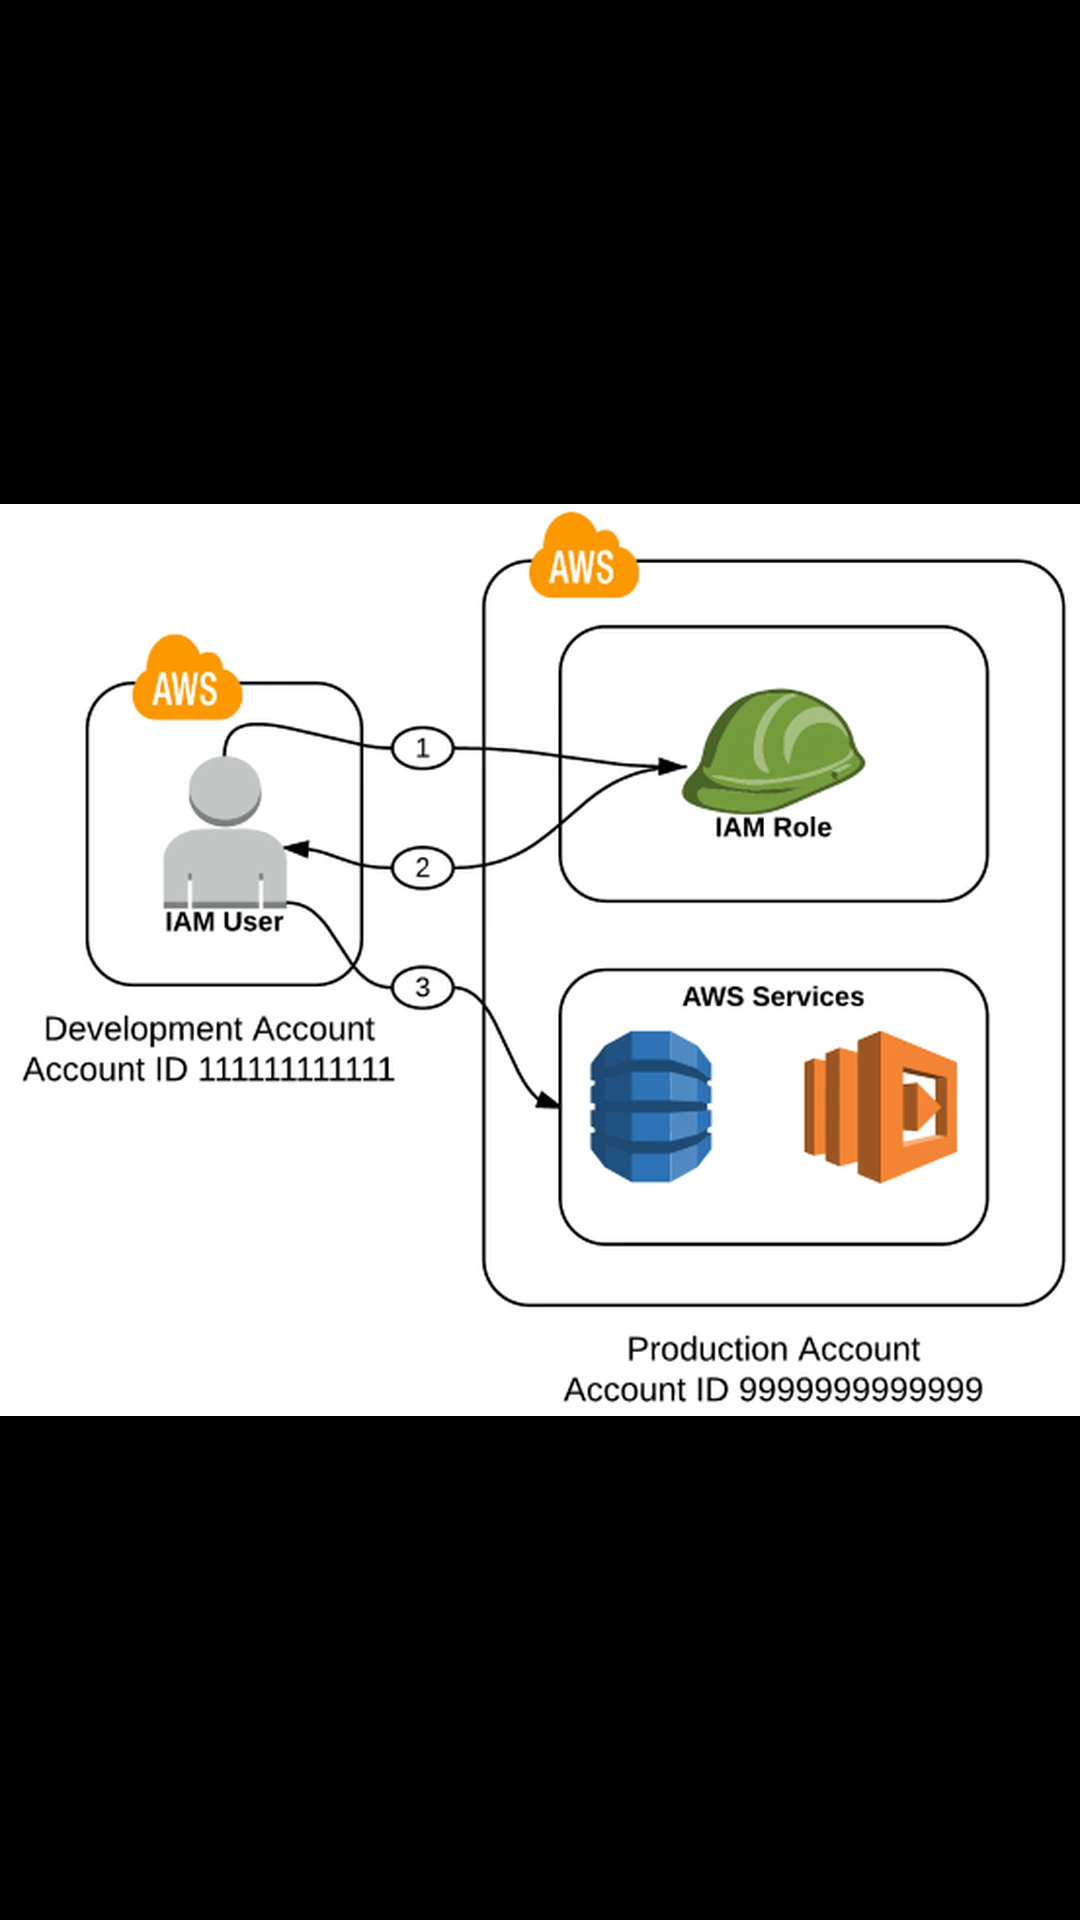 AWS
AWS
1
IAM Role
2
IAM User
3
AWS Services
Development Account
Account ID 111111111111
Production Account
Account ID 9999999999999